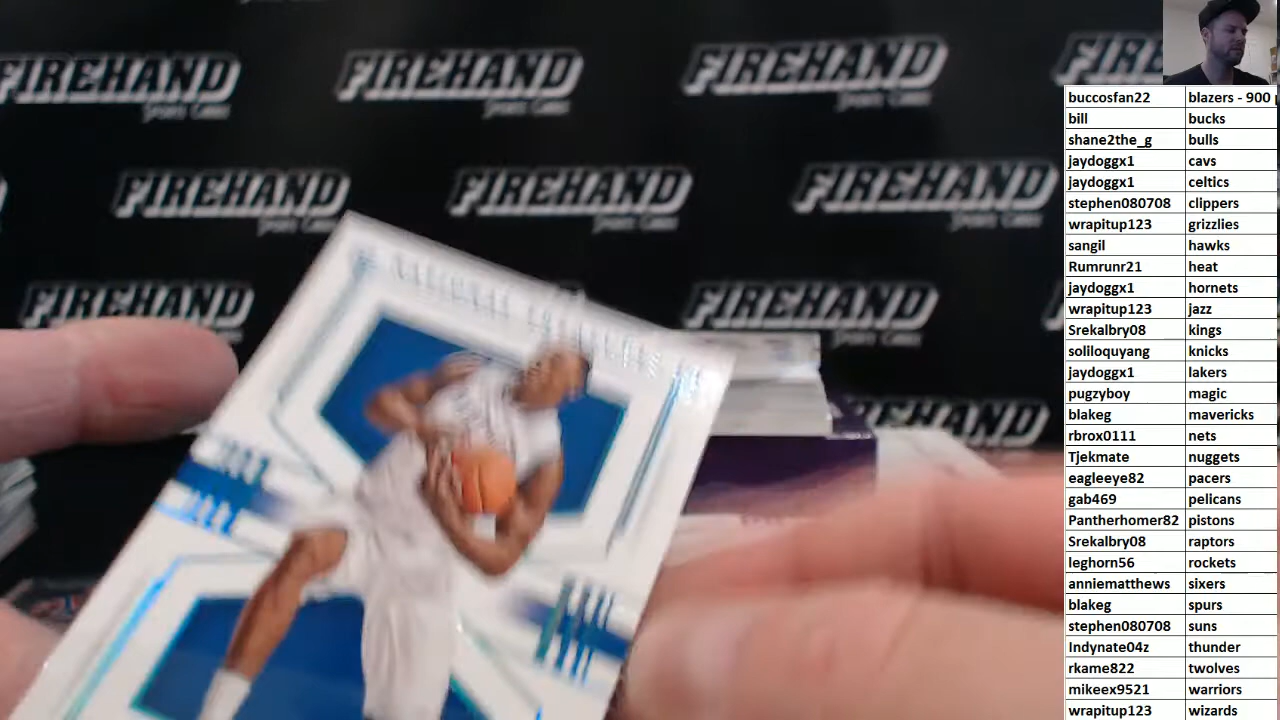 FIREHAND FIREHAND FIREHAND FIREHAND
FIREHAND FIREHAND FIREHAND
FIREHAND FIREHAND
FIREHAND
buccosfan22 blazers - 900
bill bucks
shane2the_g bulls
jaydoggx1 cavs
jaydoggx1 celtics
stephen080708 clippers
wrapitup123 grizzlies
sangil hawks
Rumrunr21 heat
jaydoggx1 hornets
wrapitup123 jazz
Srekalbry08 kings
soliloquyang knicks
jaydoggx1 lakers
pugzyboy magic
blakeg mavericks
rbrox0111 nets
Tjekmate nuggets
eagleeye82 pacers
gab469 pelicans
Pantherhomer82 pistons
Srekalbry08 raptors
leghorn56 rockets
anniematthews sixers
blakeg spurs
stephen080708 suns
Indynate04z thunder
rkame822 twolves
mikeex9521 warriors
wrapitup123 wizards